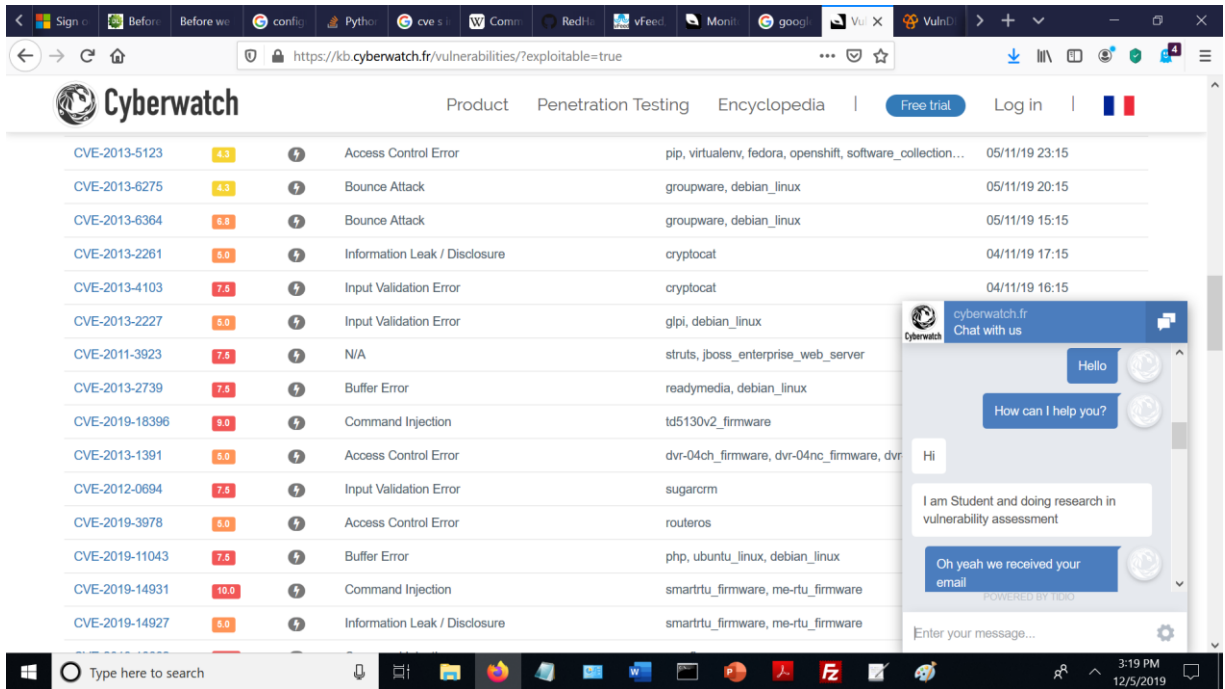 Sign o
Before
Before we
config
Python
cve s i
Comm
RedHa
vFeed.
Monito
googl
Vul
VulnD
https://kb.cyberwatch.fr/vulnerabilities/?exploitable=true
4
Cyberwatch
Product
Penetration Testing
Encyclopedia
Free trial
Log in
CVE-2013-5123 4.3 Access Control Error pip, virtualenv, fedora, openshift, software_collection... 05/11/19 23:15
CVE-2013-6275 4.3 Bounce Attack groupware, debian_linux 05/11/19 20:15
CVE-2013-6364 6.8 Bounce Attack groupware, debian_linux 05/11/19 15:15
CVE-2013-2261 5.0 Information Leak / Disclosure cryptocat 04/11/19 17:15
CVE-2013-4103 7.5 Input Validation Error cryptocat 04/11/19 16:15
CVE-2013-2227 5.0 Input Validation Error glpi, debian_linux
CVE-2011-3923 7.5 N/A struts, jboss_enterprise_web_server
CVE-2013-2739 7.5 Buffer Error readymedia, debian_linux
CVE-2019-18396 9.0 Command Injection td5130v2_firmware
CVE-2013-1391 5.0 Access Control Error dvr-04ch_firmware, dvr-04nc_firmware, dvr
CVE-2012-0694 7.5 Input Validation Error sugarcrm
CVE-2019-3978 5.0 Access Control Error routeros
CVE-2019-11043 7.5 Buffer Error php, ubuntu_linux, debian_linux
CVE-2019-14931 10.0 Command Injection smartrtu_firmware, me-rtu_firmware
CVE-2019-14927 5.0 Information Leak / Disclosure smartrtu_firmware, me-rtu_firmware
Cyberwatch
cyberwatch.fr
Chat with us
Hello
How can I help you?
Hi
I am Student and doing research in
vulnerability assessment
Oh yeah we received your
email
POWERED BY TIDIO
Enter your message...
Type here to search
3:19 PM
12/5/2019